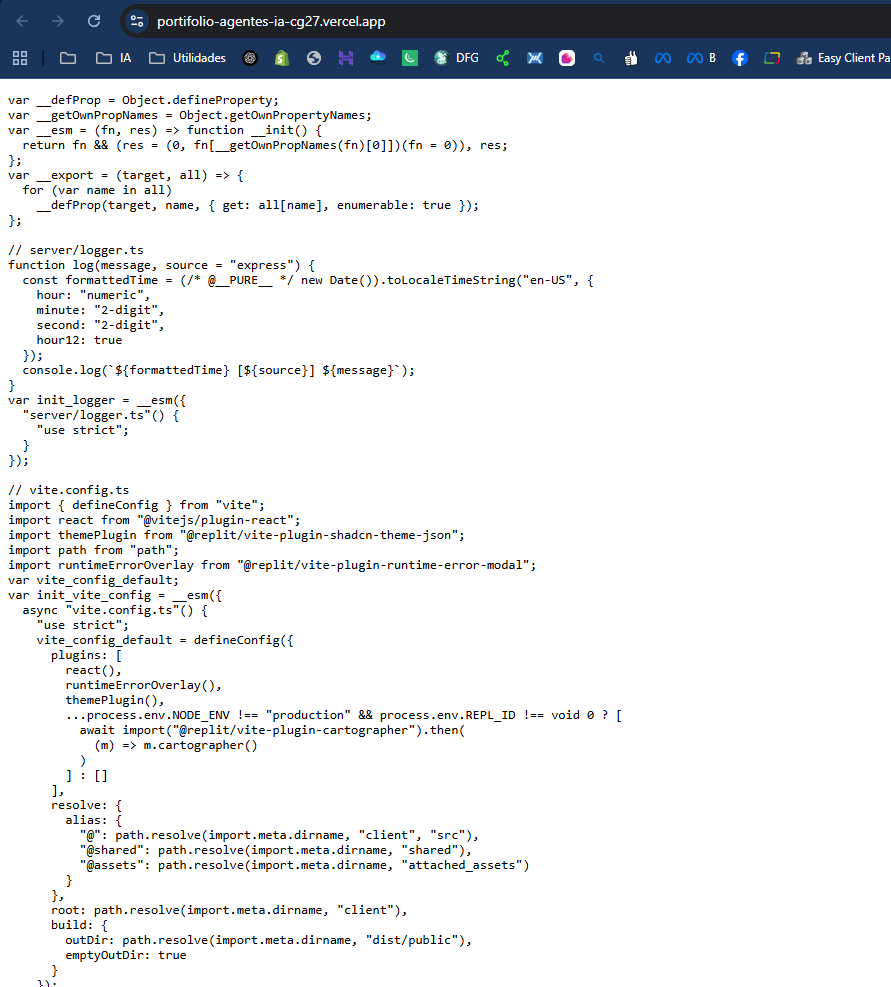 portifolio-agentes-ia-cg27.vercel.app
IA Utilidades DFG B Easy Client Pa
var __defProp = Object.defineProperty;
var __getOwnPropNames = Object.getOwnPropertyNames;
var __esm = (fn, res) => function __init() {
  return fn && (res = (0, fn[__getOwnPropNames(fn)[0]])(fn = 0)), res;
};
var __export = (target, all) => {
  for (var name in all)
    __defProp(target, name, { get: all[name], enumerable: true });
};

// server/logger.ts
function log(message, source = "express") {
  const formattedTime = (/* @__PURE__ */ new Date()).toLocaleTimeString("en-US", {
    hour: "numeric",
    minute: "2-digit",
    second: "2-digit",
    hour12: true
  });
  console.log(`${formattedTime} [${source}] ${message}`);
}
var init_logger = __esm({
  "server/logger.ts"() {
    "use strict";
  }
});

// vite.config.ts
import { defineConfig } from "vite";
import react from "@vitejs/plugin-react";
import themePlugin from "@replit/vite-plugin-shadcn-theme-json";
import path from "path";
import runtimeErrorOverlay from "@replit/vite-plugin-runtime-error-modal";
var vite_config_default;
var init_vite_config = __esm({
  async "vite.config.ts"() {
    "use strict";
    vite_config_default = defineConfig({
      plugins: [
        react(),
        runtimeErrorOverlay(),
        themePlugin(),
        ...process.env.NODE_ENV !== "production" && process.env.REPL_ID !== void 0 ? [
          await import("@replit/vite-plugin-cartographer").then(
            (m) => m.cartographer()
          )
        ] : []
      ],
      resolve: {
        alias: {
          "@": path.resolve(import.meta.dirname, "client", "src"),
          "@shared": path.resolve(import.meta.dirname, "shared"),
          "@assets": path.resolve(import.meta.dirname, "attached_assets")
        }
      },
      root: path.resolve(import.meta.dirname, "client"),
      build: {
        outDir: path.resolve(import.meta.dirname, "dist/public"),
        emptyOutDir: true
      }
    });